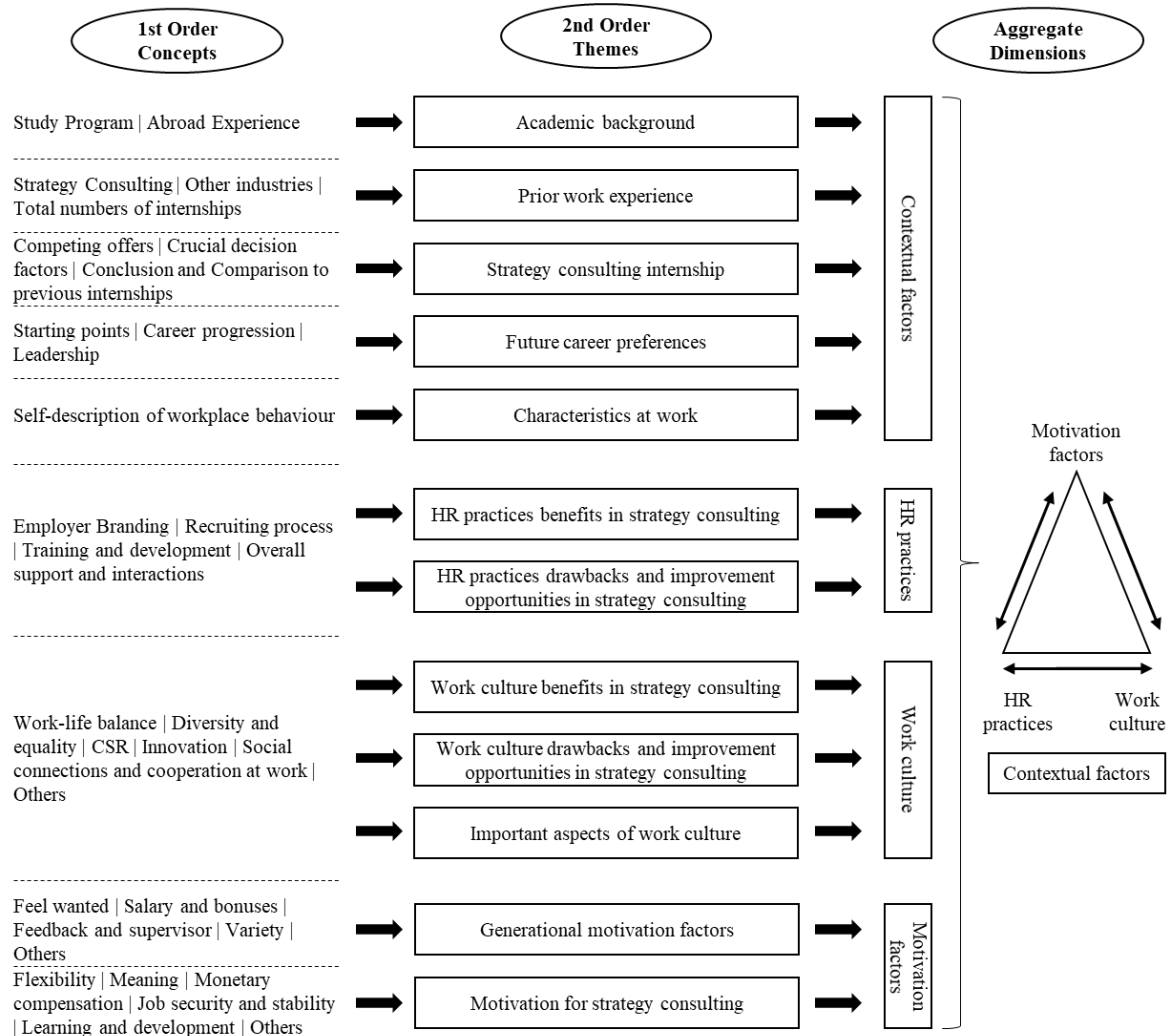 1st Order
Concepts
2nd Order
Themes
Aggregate
Dimensions
Study Program | Abroad Experience
Academic background
Strategy Consulting | Other industries |
Total numbers of internships
Prior work experience
Competing offers | Crucial decision
factors | Conclusion and Comparison to
previous internships
Strategy consulting internship
Starting points | Career progression |
Leadership
Future career preferences
Self-description of workplace behaviour
Characteristics at work
Contextual factors
Employer Branding | Recruiting process
| Training and development | Overall
support and interactions
HR practices benefits in strategy consulting
HR practices drawbacks and improvement
opportunities in strategy consulting
HR practices
Work-life balance | Diversity and
equality | CSR | Innovation | Social
connections and cooperation at work |
Others
Work culture benefits in strategy consulting
Work culture drawbacks and improvement
opportunities in strategy consulting
Important aspects of work culture
Work culture
Feel wanted | Salary and bonuses |
Feedback and supervisor | Variety |
Others
Generational motivation factors
Flexibility | Meaning | Monetary
compensation | Job security and stability
| Learning and development | Others
Motivation for strategy consulting
Motivation
factors
Motivation
factors
HR
practices
Work
culture
Contextual factors